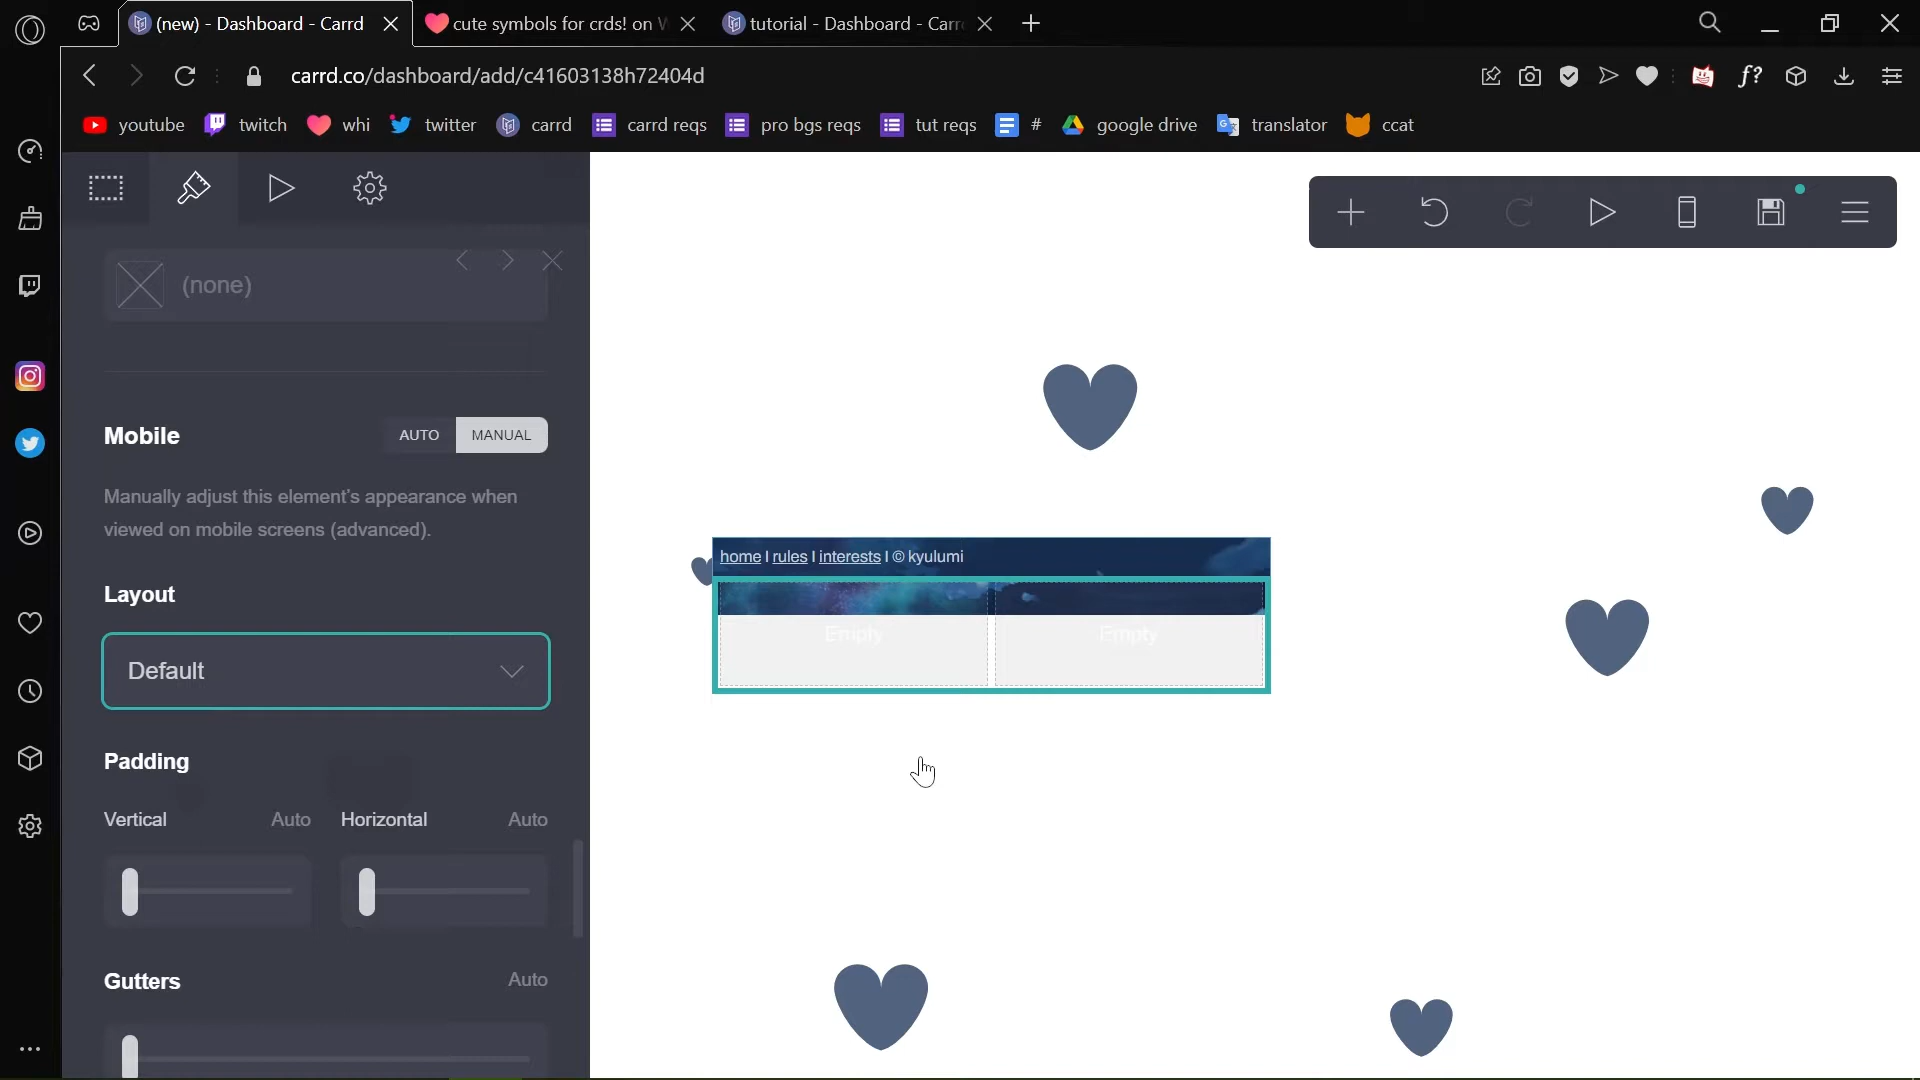 (new) - Dashboard - Carrd
cute symbols for crds! on W
tutorial - Dashboard - Carr
carrd.co/dashboard/add/c41603138h72404d
f?
youtube
twitch
whi
twitter
carrd
carrd reqs
pro bgs reqs
tut reqs
#
google drive
translator
ccat
(none)
Mobile
AUTO
MANUAL
Manually adjust this element's appearance when
viewed on mobile screens (advanced).
Layout
Default
Padding
Vertical
Auto
Horizontal
Auto
Gutters
Auto
home I rules I interests I © kyulumi
Empty
Empty